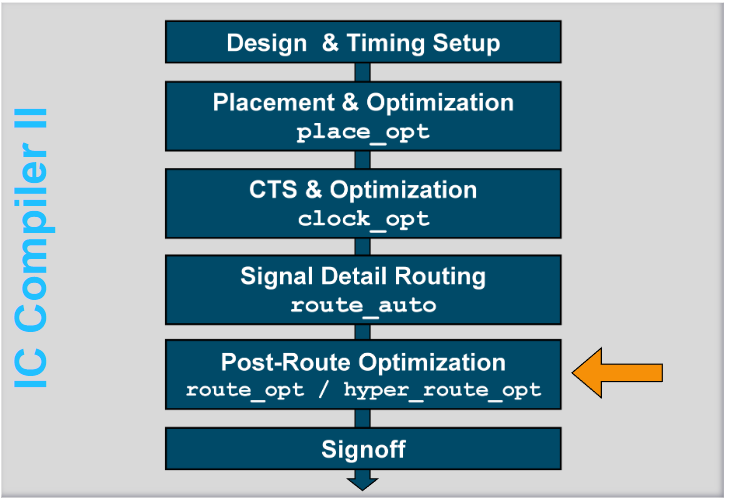 IC Compiler II
Design & Timing Setup
Placement & Optimization
place_opt
CTS & Optimization
clock_opt
Signal Detail Routing
route_auto
Post-Route Optimization
route_opt / hyper_route_opt
Signoff